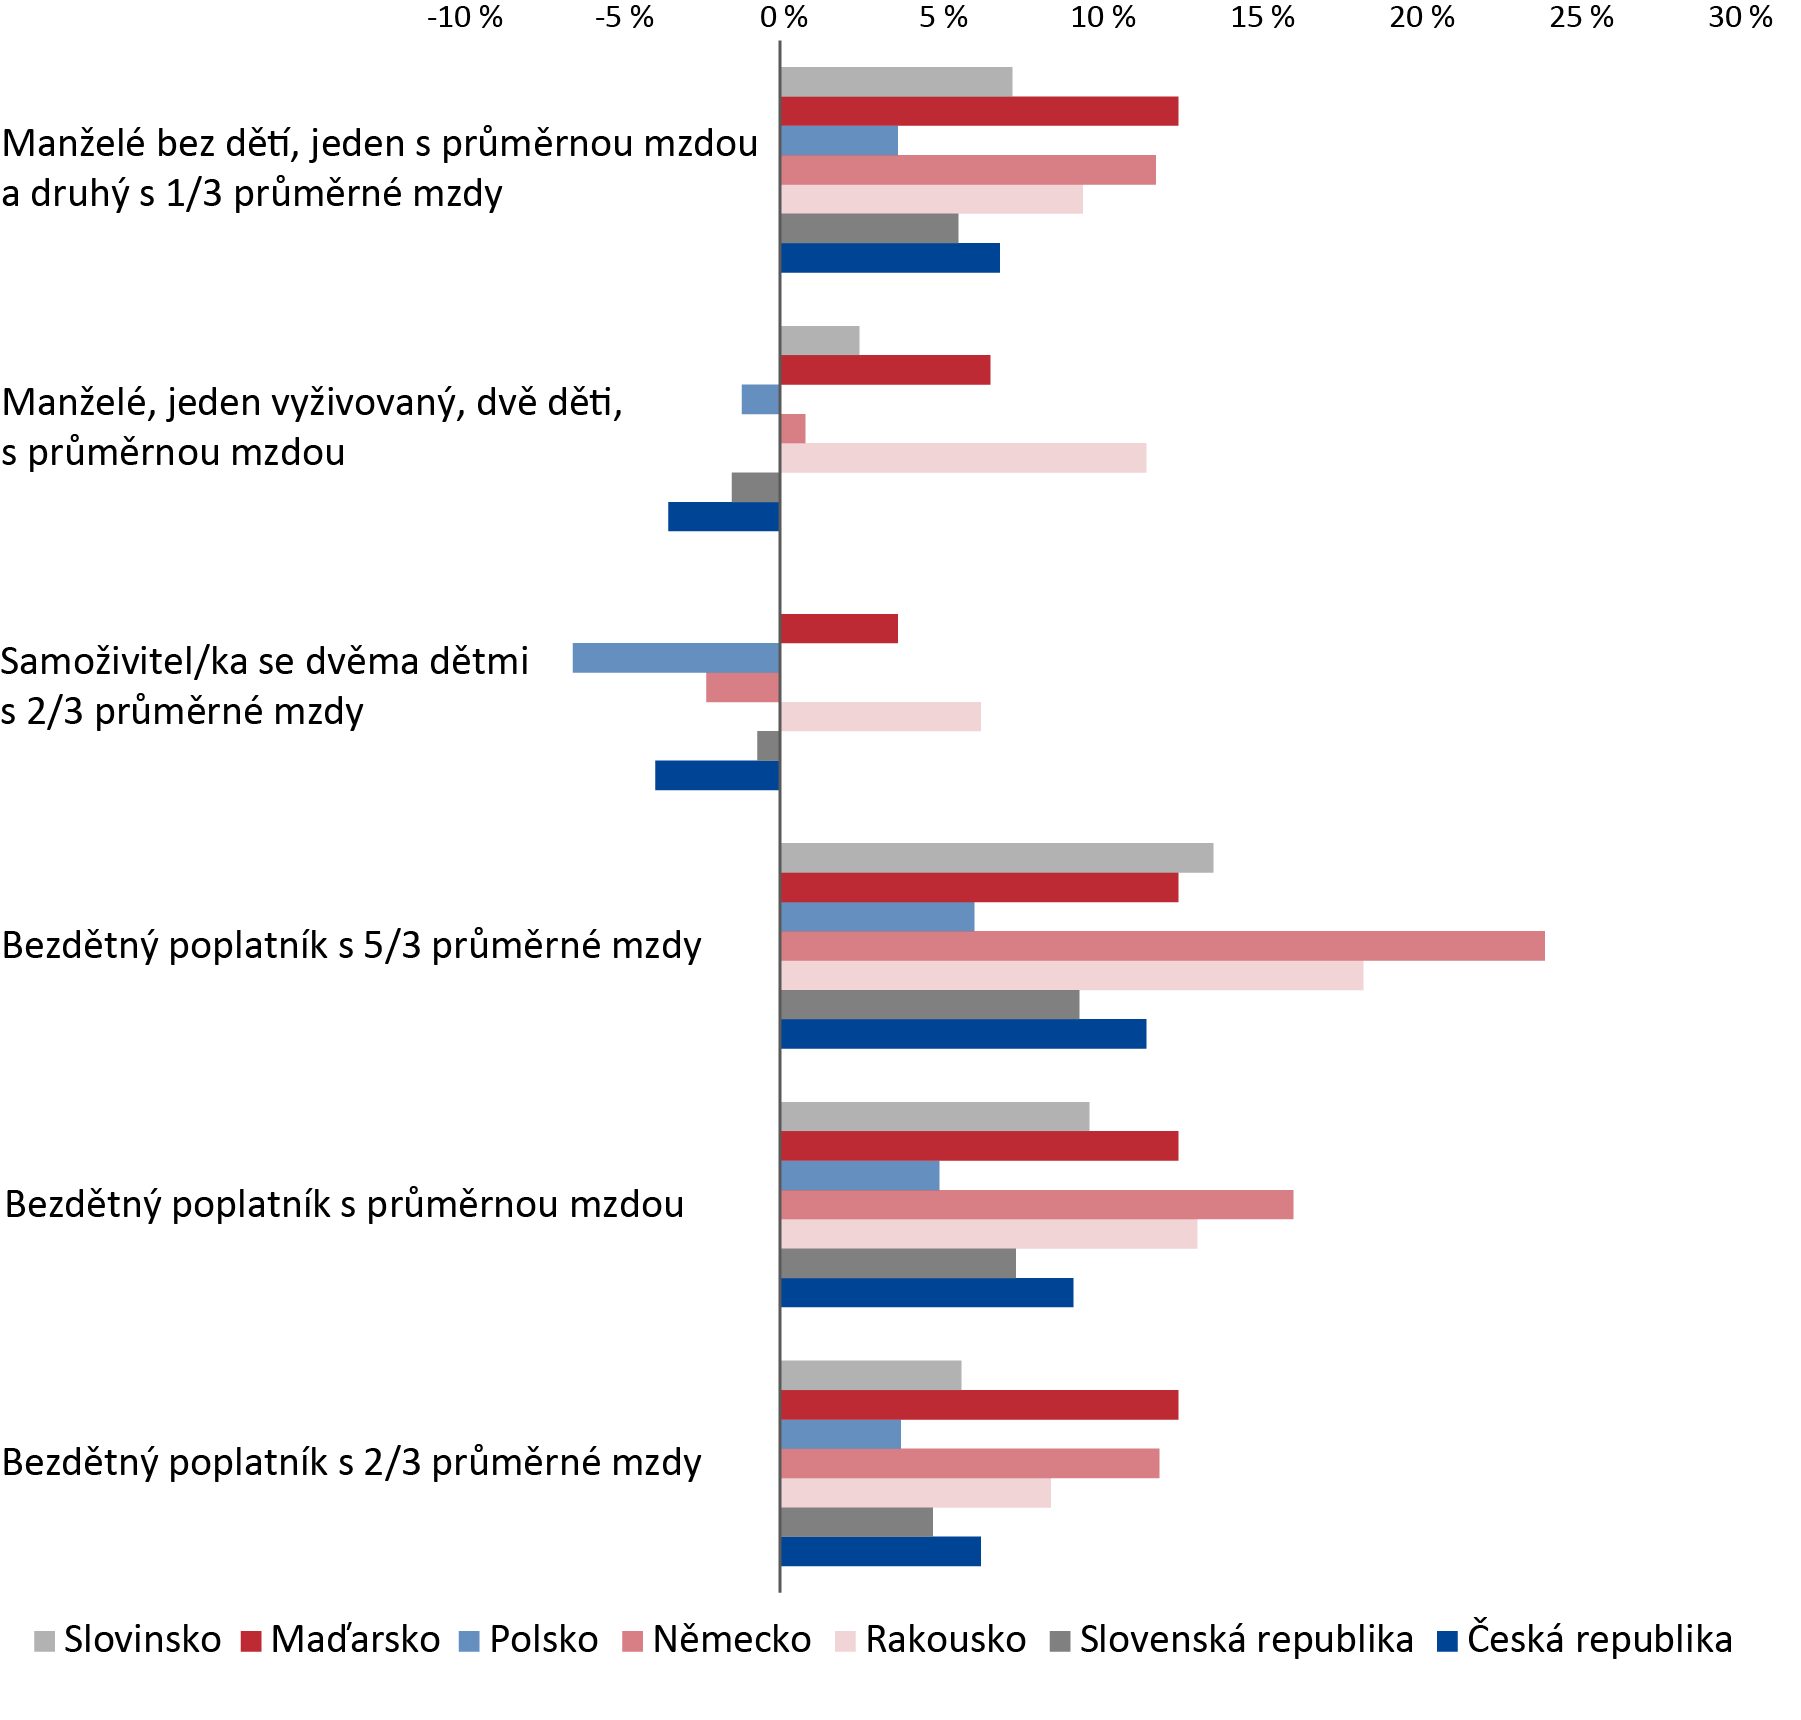 -10 % -5 % 0 % 5 % 10 % 15 % 20 % 25 % 30 %
Manželé bez dětí, jeden s průměrnou mzdou
a druhý s 1/3 průměrné mzdy
Manželé, jeden vyživovaný, dvě děti,
s průměrnou mzdou
Samoživitel/ka se dvěma dětmi
s 2/3 průměrné mzdy
Bezdětný poplatník s 5/3 průměrné mzdy
Bezdětný poplatník s průměrnou mzdou
Bezdětný poplatník s 2/3 průměrné mzdy
Slovinsko Maďarsko Polsko Německo Rakousko Slovenská republika Česká republika